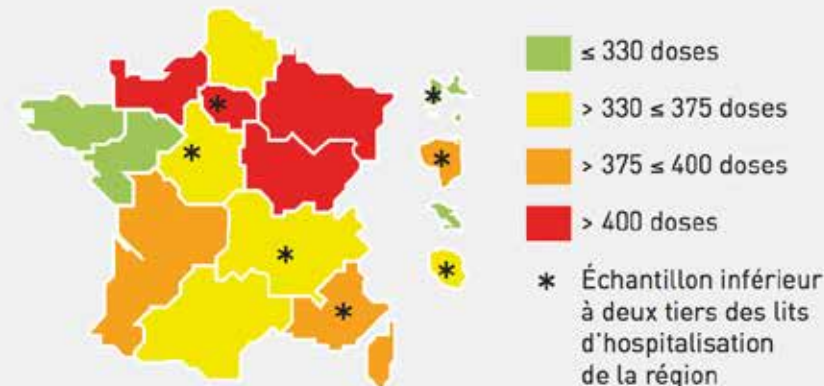 ≤ 330 doses
> 330 ≤ 375 doses
> 375 ≤ 400 doses
> 400 doses
* Échantillon inférieur
à deux tiers des lits
d'hospitalisation
de la région